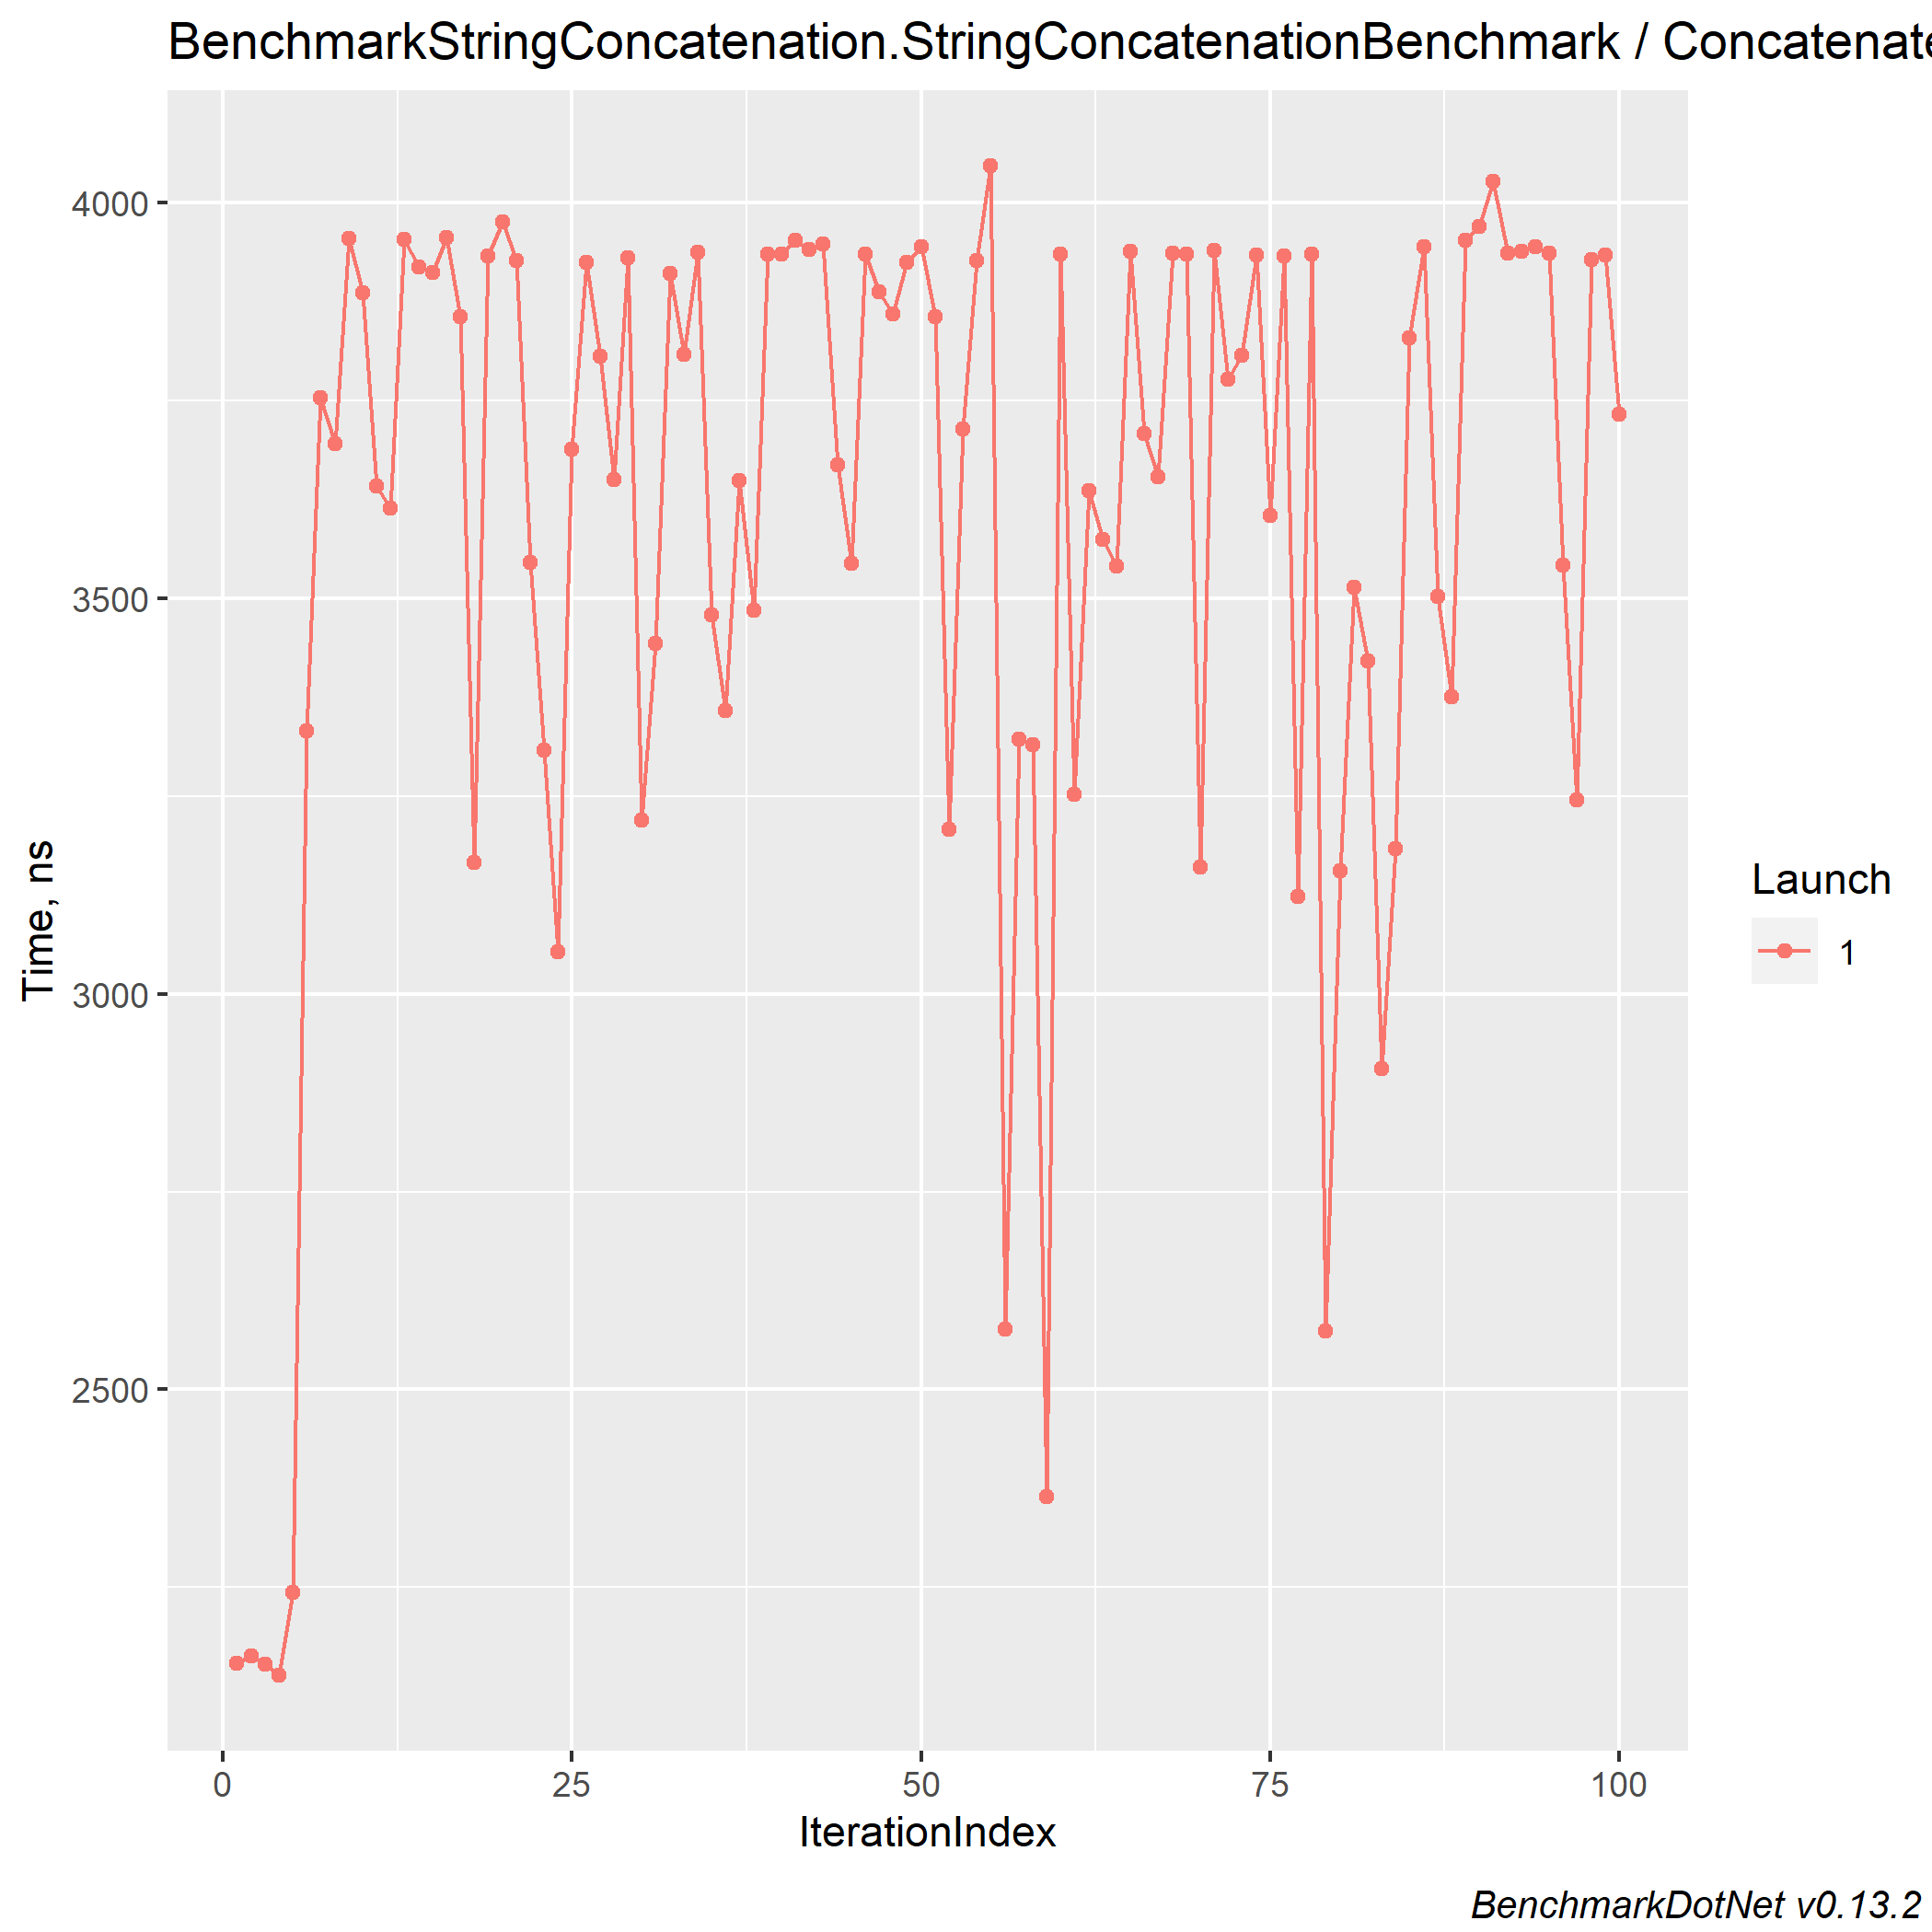 BenchmarkStringConcatenation.StringConcatenationBenchmark / Concatenate
4000
3500
3000
2500
Time, ns
0 25 50 75 100
IterationIndex
Launch
1
BenchmarkDotNet v0.13.2